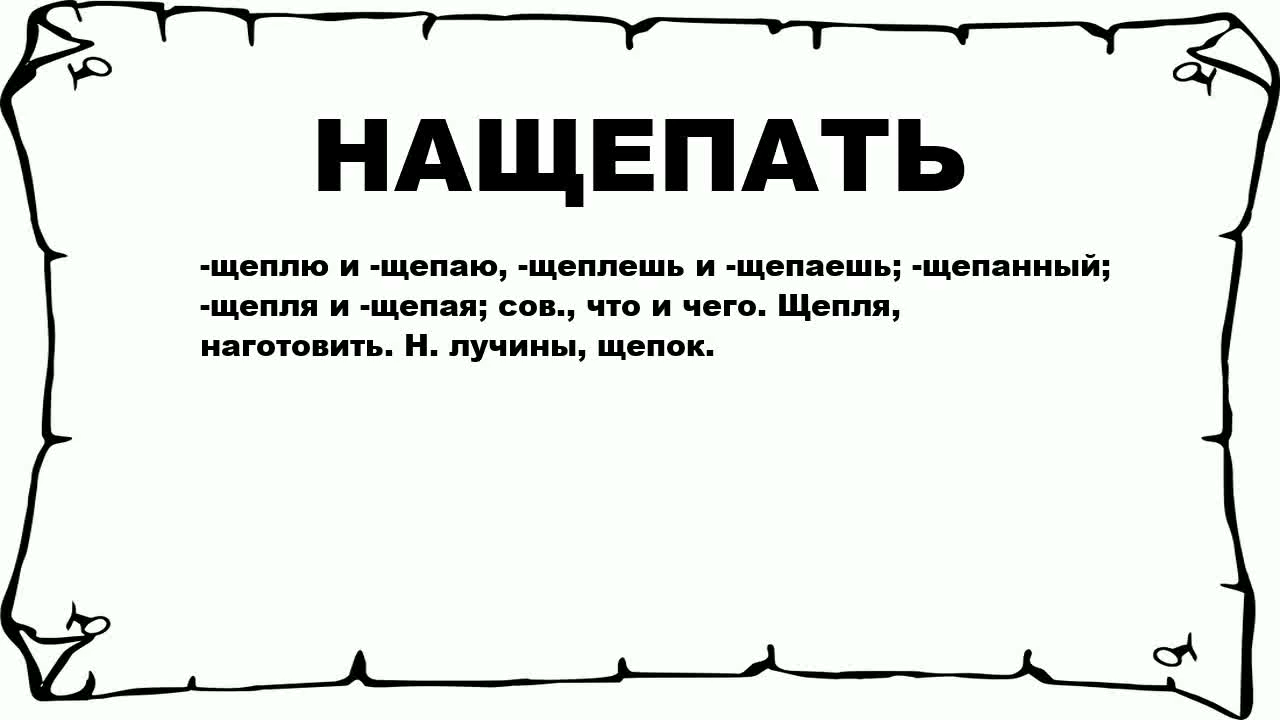 НАЩЕПАТЬ
-щеплю и -щепаю, -щеплешь и -щепаешь; -щепанный;
-щепля и -щепая; сов., что и чего. Щепля,
наготовить. Н. лучины, щепок.